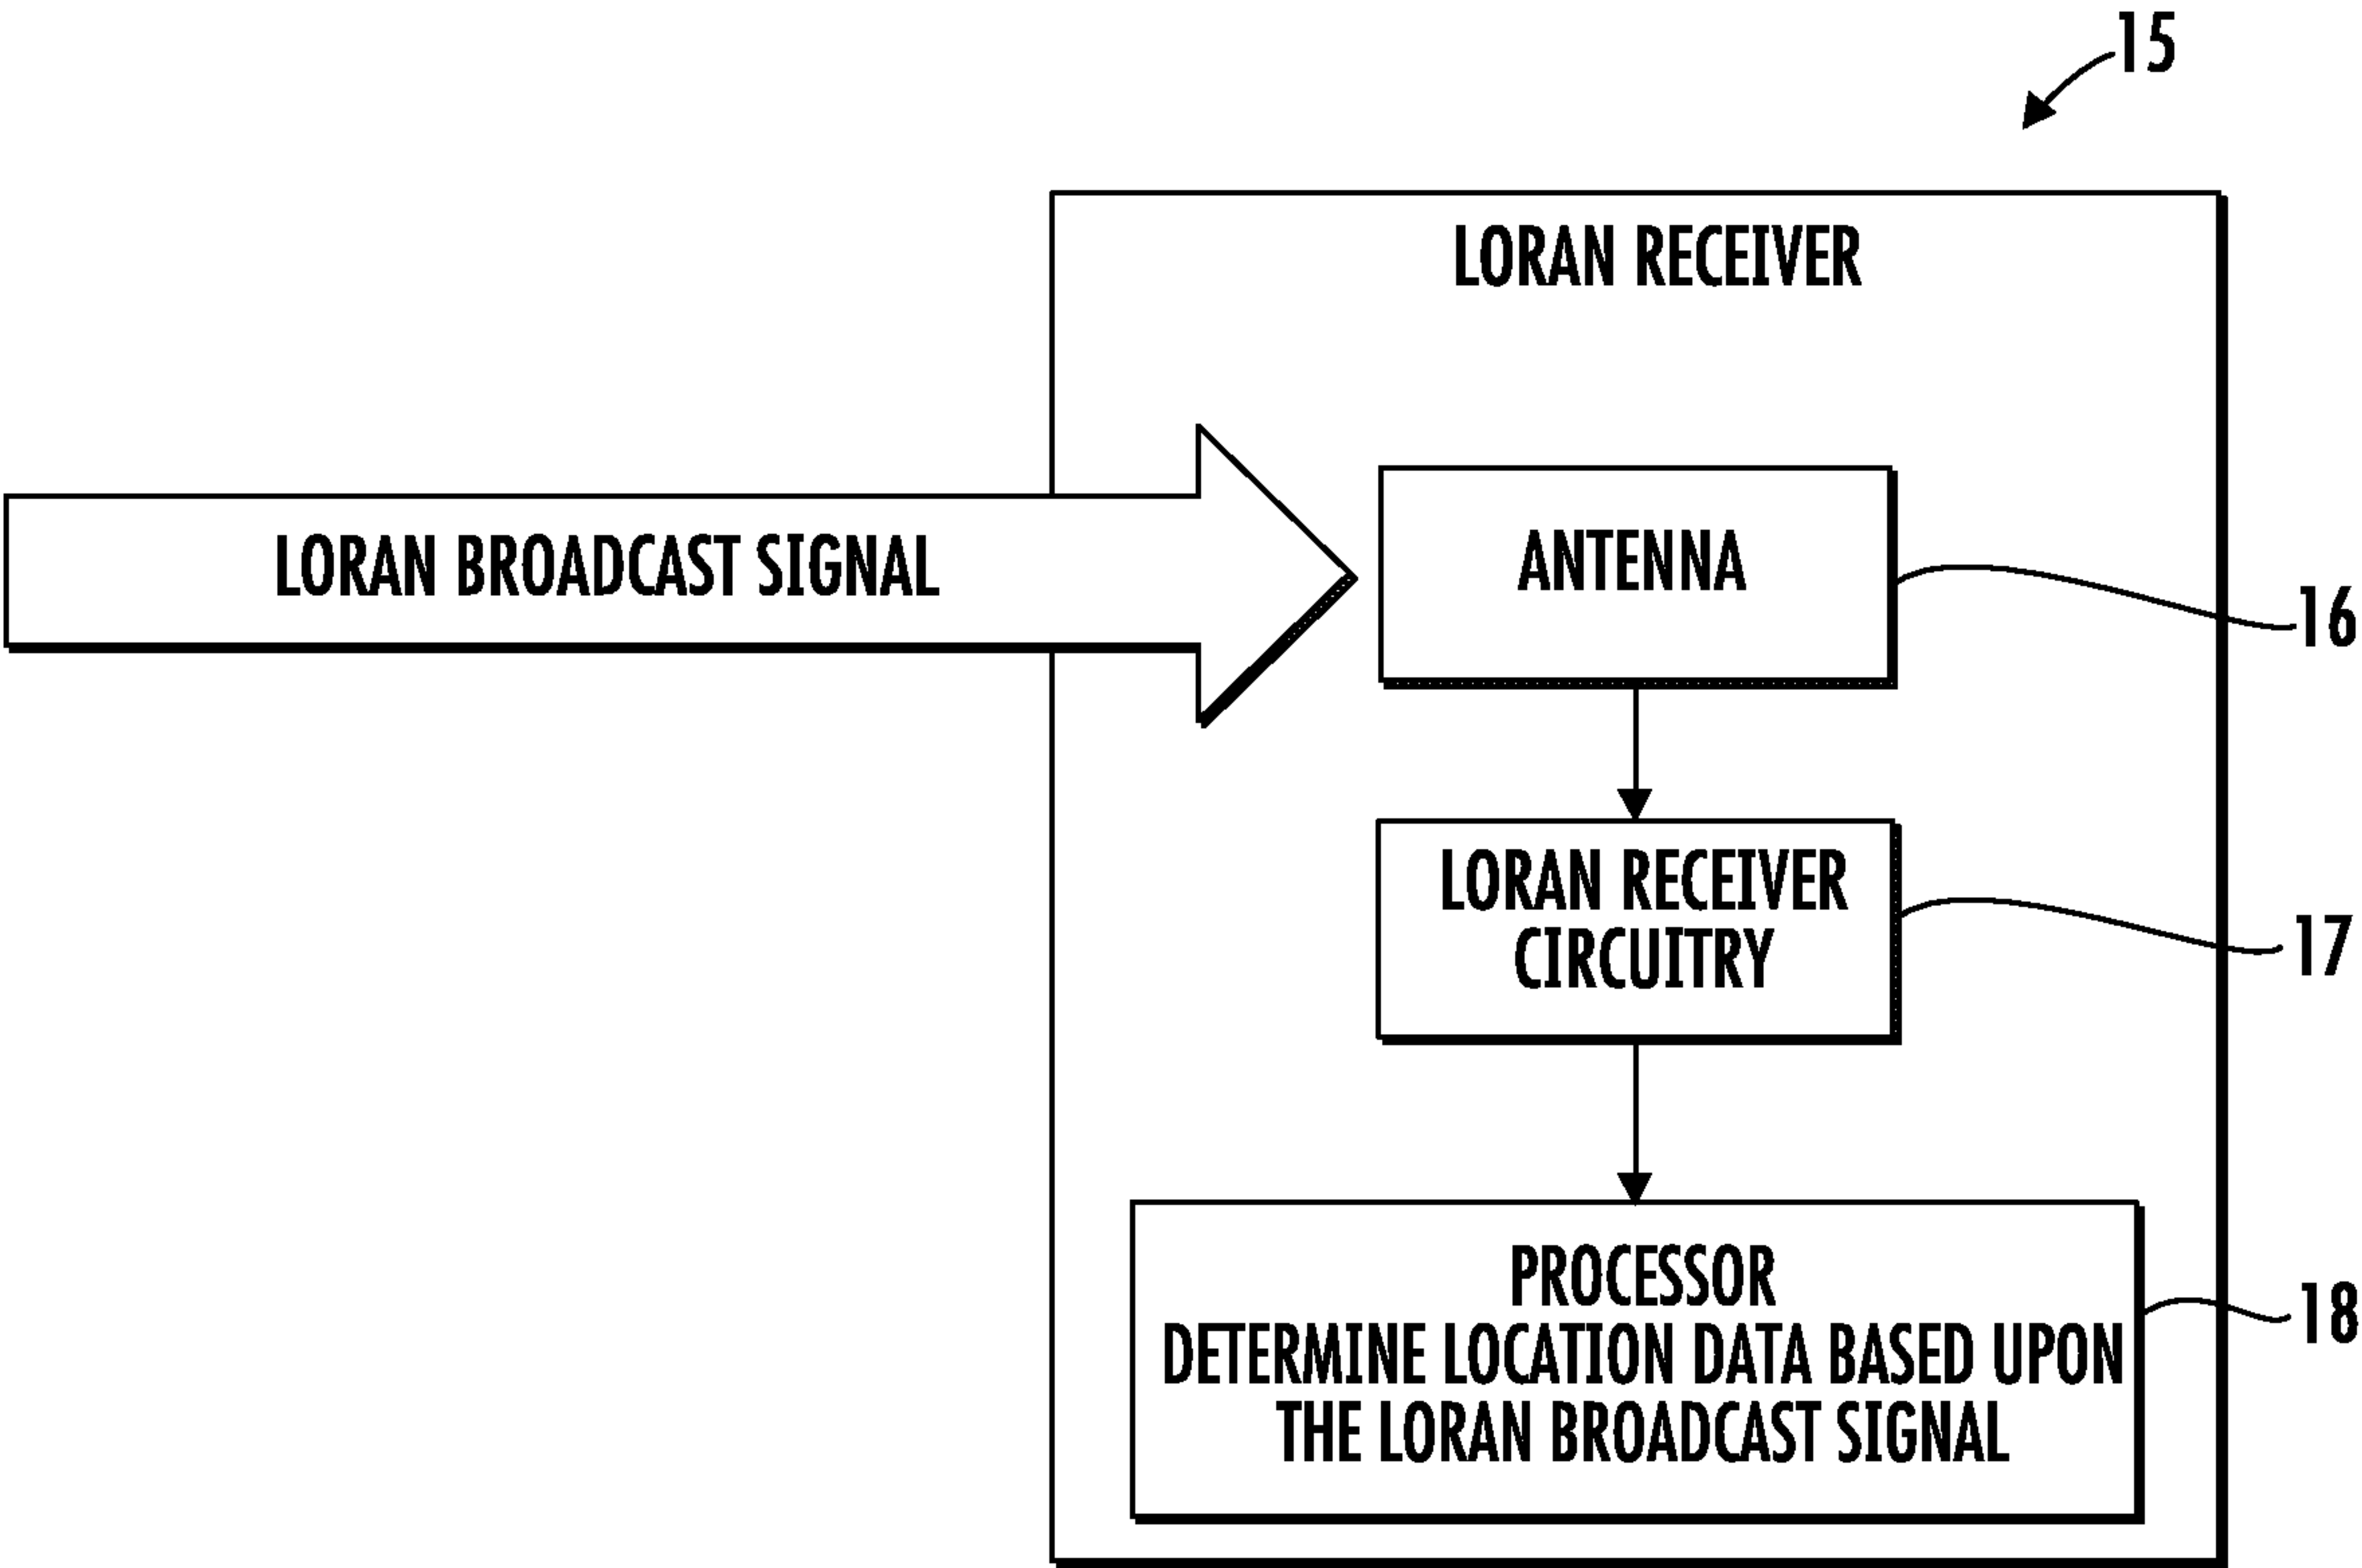 15
LORAN RECEIVER
LORAN BROADCAST SIGNAL
ANTENNA
16
LORAN RECEIVER
CIRCUITRY
17
PROCESSOR
DETERMINE LOCATION DATA BASED UPON
THE LORAN BROADCAST SIGNAL
18